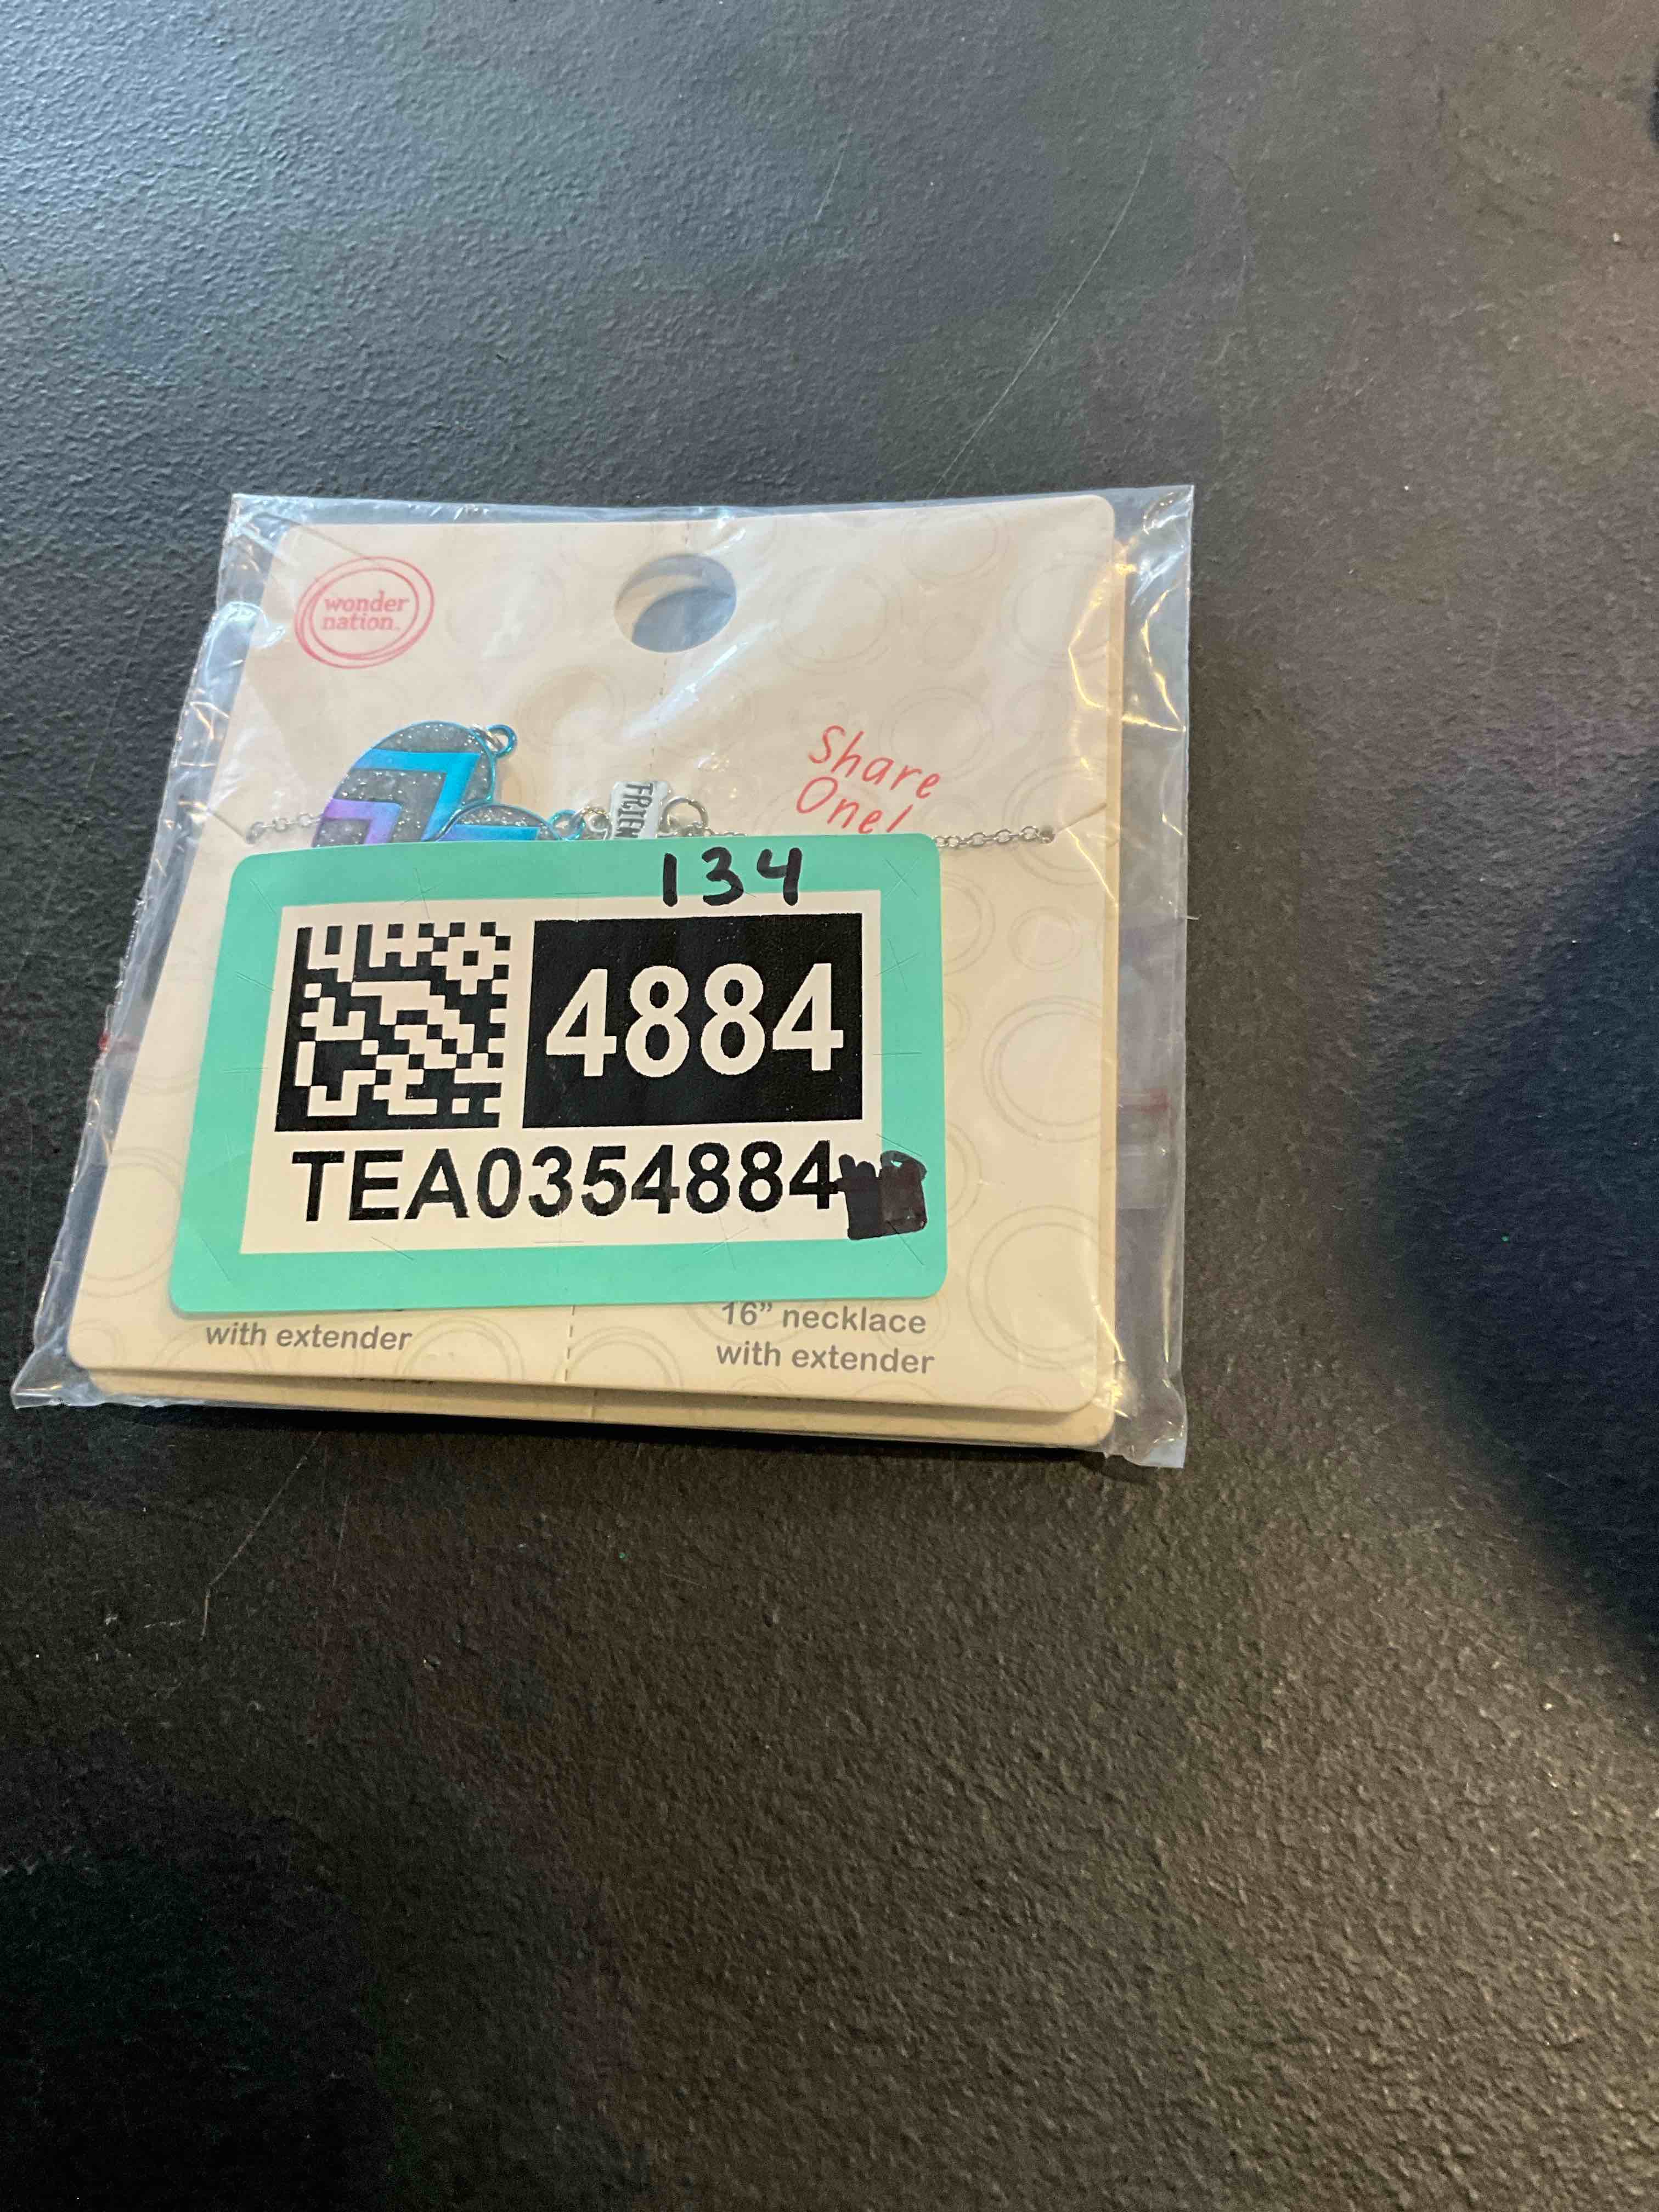 wonder
nation.
Share
One!
134
4884
TEA0354884
with extender
16” necklace
with extender